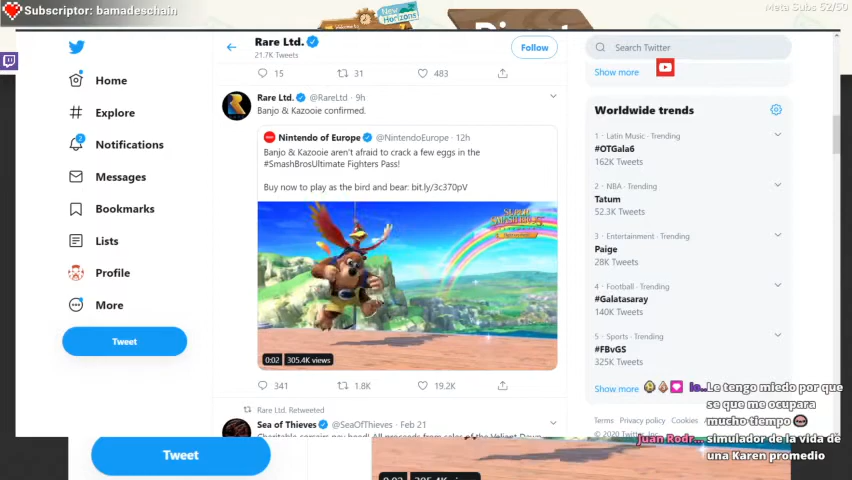 Subscriptor: bamadeschain
New
Horizons
Meta Subs 52/50
Rare Ltd.
21.7K Tweets
Follow
Search Twitter
15
31
483
Show more
Home
Explore
2
Notifications
Messages
Bookmarks
Lists
Profile
More
Tweet
Rare Ltd. @RareLtd · 9h
Banjo & Kazooie confirmed.
Nintendo of Europe @NintendoEurope · 12h
Banjo & Kazooie aren't afraid to crack a few eggs in the
#SmashBrosUltimate Fighters Pass!
Buy now to play as the bird and bear: bit.ly/3c370pV
0:02 305.4K views
341
1.8K
19.2K
Rare Ltd. Retweeted
Sea of Thieves @SeaOfThieves · Feb 21
Worldwide trends
1 · Latin Music · Trending
#OTGala6
162K Tweets
2 · NBA · Trending
Tatum
52.3K Tweets
3 · Entertainment · Trending
Paige
28K Tweets
4 · Football · Trending
#Galatasaray
140K Tweets
5 · Sports · Trending
#FBvGS
325K Tweets
Show more
Terms Privacy policy Cookies
© 2020 Twitter, Inc.
lo.. Le tengo miedo por que
se que me ocupara
mucho tiempo
Juan Rodr... simulador de la vida de
una Karen promedio
Tweet